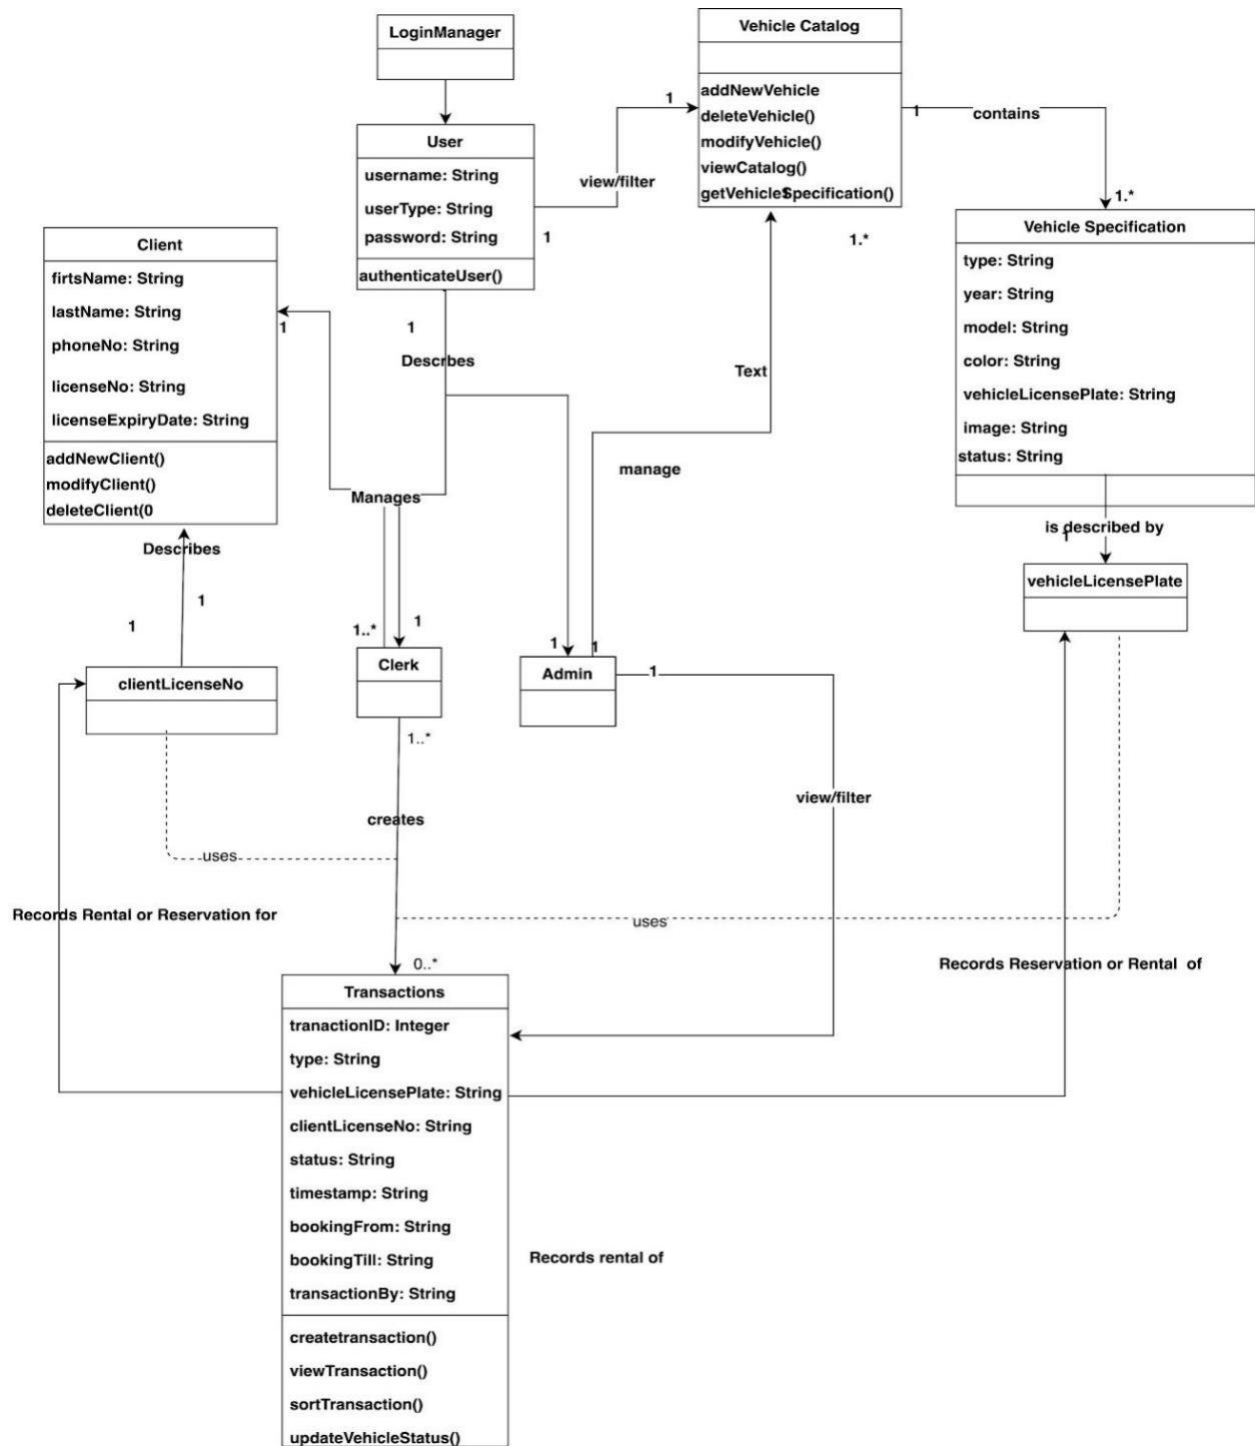 LoginManager
Vehicle Catalog
addNewVehicle
deleteVehicle()
modifyVehicle()
viewCatalog()
getVehicleSpecification()
1
1
contains
1.*
1.*
User
username: String
userType: String
password: String
authenticateUser()
view/filter
1
Vehicle Specification
type: String
year: String
model: String
color: String
vehicleLicensePlate: String
image: String
status: String
Client
firtsName: String
lastName: String
phoneNo: String
licenseNo: String
licenseExpiryDate: String
addNewClient()
modifyClient()
deleteClient(0
1
1
Describes
Text
manage
Manages
is described by
1
vehicleLicensePlate
Describes
1
1
1..*
1
1
1
1
Clerk
Admin
clientLicenseNo
1..*
creates
view/filter
uses
Records Rental or Reservation for
uses
0..*
Records Reservation or Rental of
Transactions
tranactionID: Integer
type: String
vehicleLicensePlate: String
clientLicenseNo: String
status: String
timestamp: String
bookingFrom: String
bookingTill: String
transactionBy: String
Records rental of
createtransaction()
viewTransaction()
sortTransaction()
updateVehicleStatus()